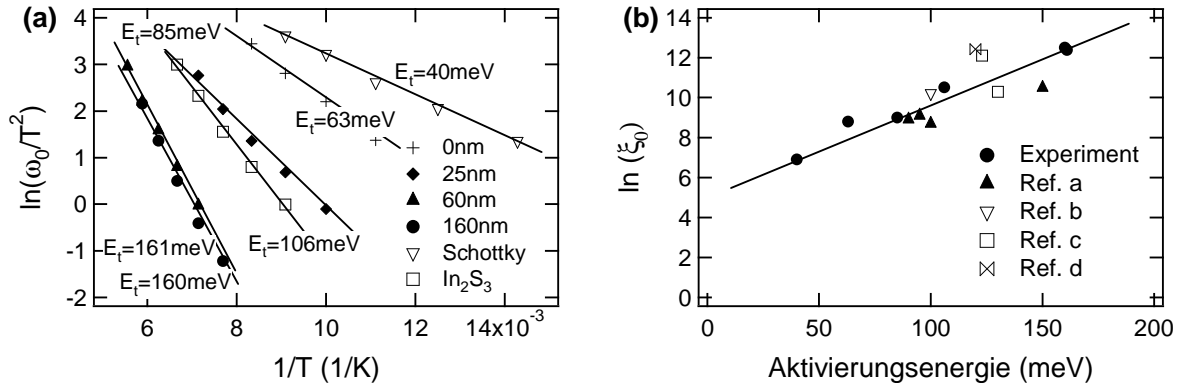 (a)
4
3
2
1
0
-1
-2
ln(ω₀/T²)
6
8
10
12
14x10⁻³
1/T (1/K)
Eₜ=85meV
Eₜ=40meV
Eₜ=63meV
Eₜ=106meV
Eₜ=161meV
Eₜ=160meV
0nm
25nm
60nm
160nm
Schottky
In₂S₃
(b)
14
12
10
8
6
4
2
0
ln (ξ₀)
0
50
100
150
200
Aktivierungsenergie (meV)
Experiment
Ref. a
Ref. b
Ref. c
Ref. d